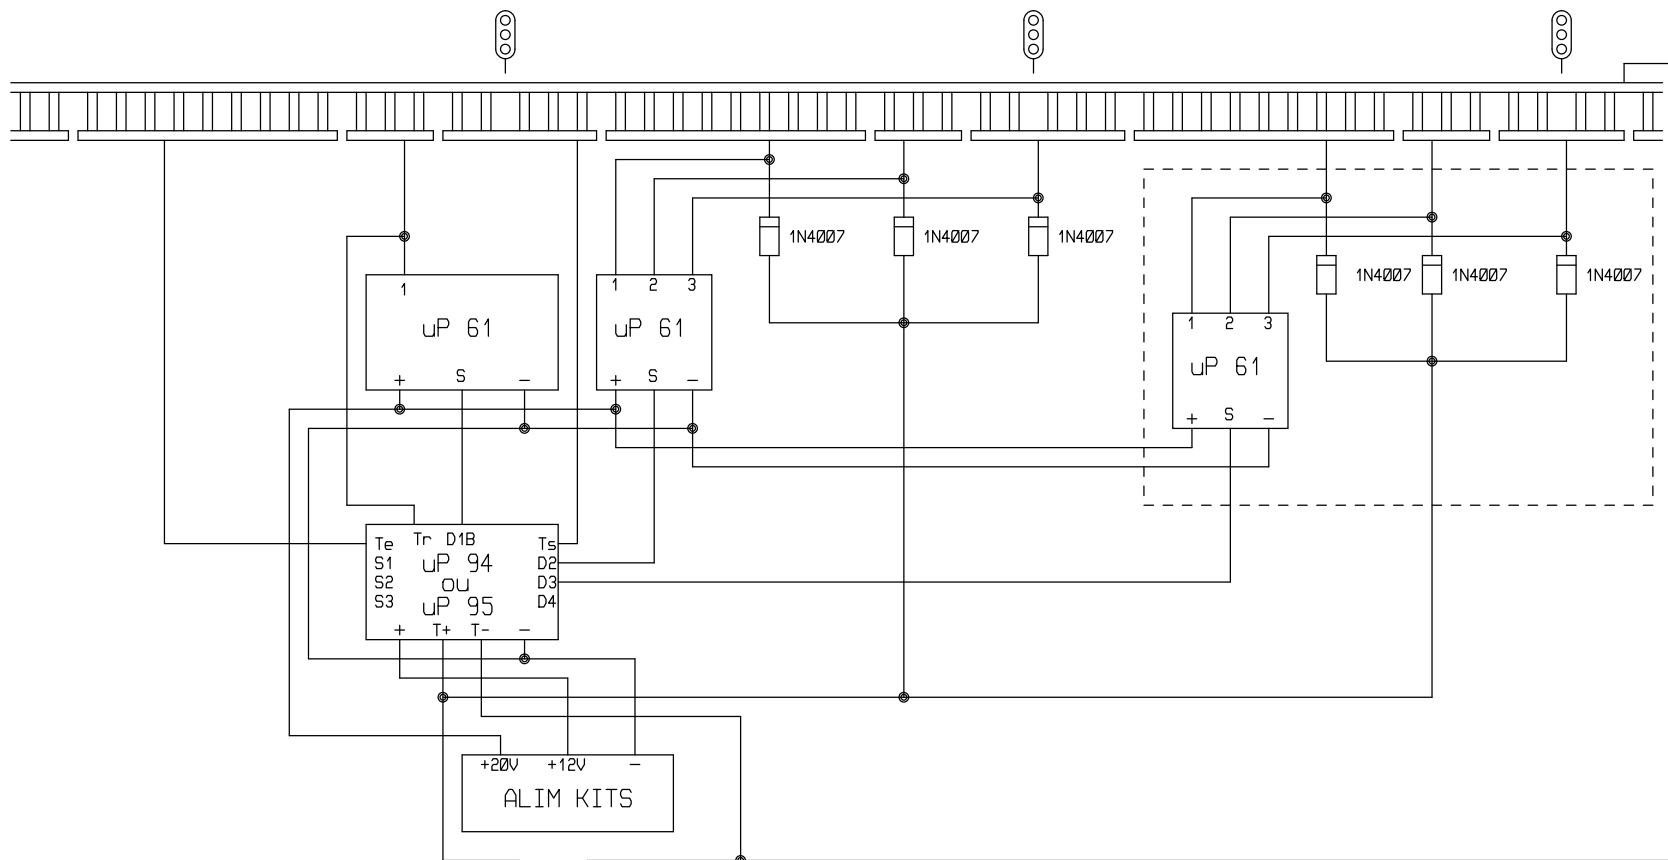 1N4007
1N4007
1N4007
1N4007
1N4007
1N4007
1
uP 61
+ S -
1 2 3
uP 61
+ S -
1 2 3
uP 61
+ S -
Te Tr D1B Ts
S1 uP 94 D2
S2 ou D3
S3 uP 95 D4
+ T+ T- -
+20V +12V -
ALIM KITS